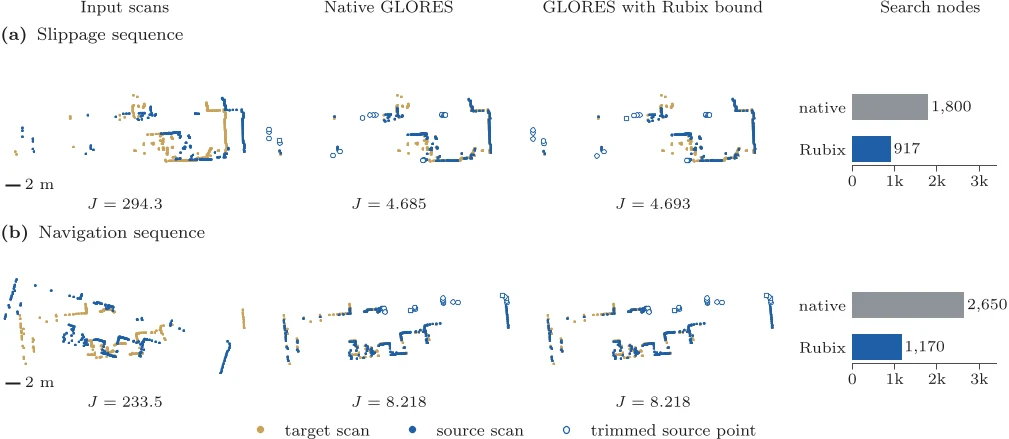 Input scans Native GLORES GLORES with Rubix bound Search nodes
(a) Slippage sequence
native 1,800
Rubix 917
0 1k 2k 3k
2 m
J = 294.3 J = 4.685 J = 4.693
(b) Navigation sequence
native 2,650
Rubix 1,170
0 1k 2k 3k
2 m
J = 233.5 J = 8.218 J = 8.218
target scan source scan trimmed source point